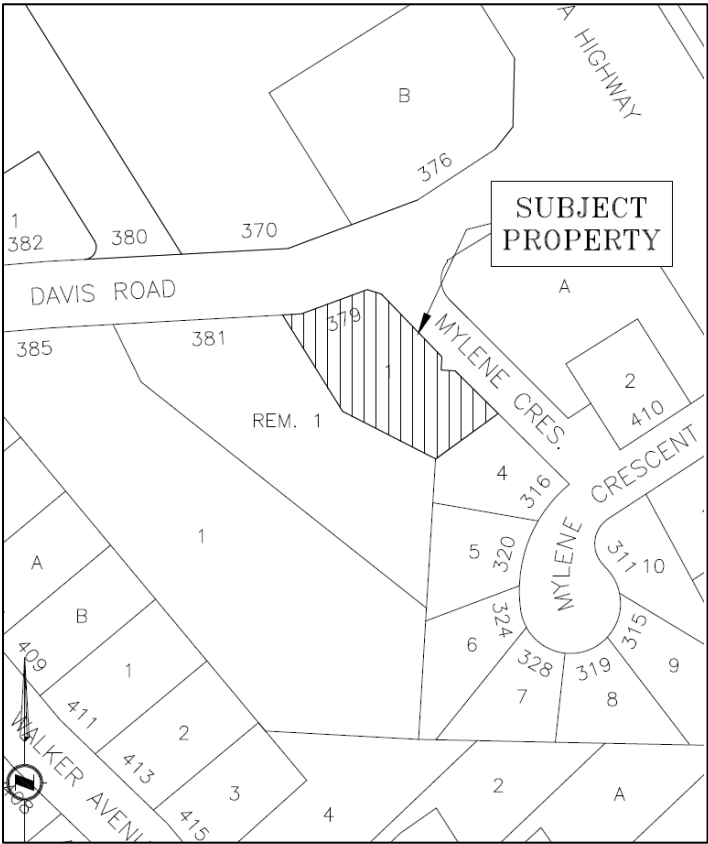 A HIGHWAY
B
376
SUBJECT
PROPERTY
1
382
380
370
A
DAVIS ROAD
379
385
381
1
MYLENE CRES.
2
410
REM. 1
4
316
MYLENE CRESCENT
1
5
320
311
10
A
324
315
B
6
328
319
9
409
1
7
8
411
2
413
2
3
A
WALKER AVENU
415
4